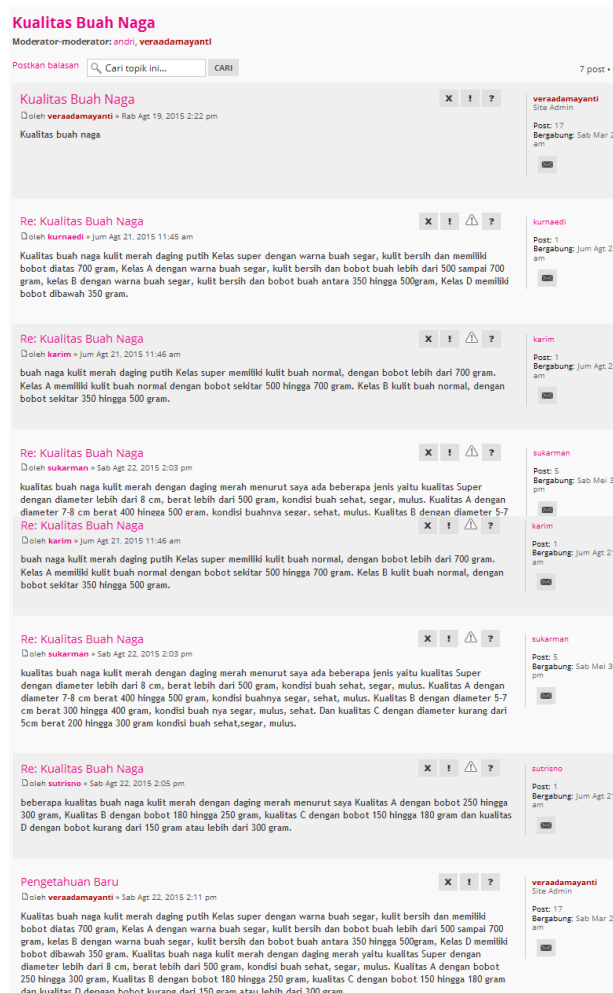 Kualitas Buah Naga
Moderator-moderator: andri, veraadamayantI
Postkan balasan
Cari topik ini...
CARI
7 post •
Kualitas Buah Naga
X ! ?
oleh veraadamayanti » Rab Agt 19, 2015 2:22 pm
Kualitas buah naga
veraadamayanti
Site Admin
Post: 17
Bergabung: Sab Mar 2
am
Re: Kualitas Buah Naga
X ! ?
oleh kurnaedi » Jum Agt 21, 2015 11:45 am
Kualitas buah naga kulit merah daging putih Kelas super dengan warna buah segar, kulit bersih dan memiliki
bobot diatas 700 gram, Kelas A dengan warna buah segar, kulit bersih dan bobot buah lebih dari 500 sampai 700
gram, kelas B dengan warna buah segar, kulit bersih dan bobot buah antara 350 hingga 500gram, Kelas D memiliki
bobot dibawah 350 gram.
kurnaedi
Post: 1
Bergabung: Jum Agt 2
am
Re: Kualitas Buah Naga
X ! ?
oleh karim » Jum Agt 21, 2015 11:46 am
buah naga kulit merah daging putih Kelas super memiliki kulit buah normal, dengan bobot lebih dari 700 gram.
Kelas A memiliki kulit buah normal dengan bobot sekitar 500 hingga 700 gram. Kelas B kulit buah normal, dengan
bobot sekitar 350 hingga 500 gram.
karim
Post: 1
Bergabung: Jum Agt 2
am
Re: Kualitas Buah Naga
X ! ?
oleh sukarman » Sab Agt 22, 2015 2:03 pm
kualitas buah naga kulit merah dengan daging merah menurut saya ada beberapa jenis yaitu kualitas Super
dengan diameter lebih dari 8 cm, berat lebih dari 500 gram, kondisi buah sehat, segar, mulus. Kualitas A dengan
diameter 7-8 cm berat 400 hingga 500 gram, kondisi buahnya segar, sehat, mulus. Kualitas B dengan diameter 5-7
sukarman
Post: 5
Bergabung: Sab Mei 3
pm
Re: Kualitas Buah Naga
X ! ?
oleh karim » Jum Agt 21, 2015 11:46 am
buah naga kulit merah daging putih Kelas super memiliki kulit buah normal, dengan bobot lebih dari 700 gram.
Kelas A memiliki kulit buah normal dengan bobot sekitar 500 hingga 700 gram. Kelas B kulit buah normal, dengan
bobot sekitar 350 hingga 500 gram.
karim
Post: 1
Bergabung: Jum Agt 21
am
Re: Kualitas Buah Naga
X ! ?
oleh sukarman » Sab Agt 22, 2015 2:03 pm
kualitas buah naga kulit merah dengan daging merah menurut saya ada beberapa jenis yaitu kualitas Super
dengan diameter lebih dari 8 cm, berat lebih dari 500 gram, kondisi buah sehat, segar, mulus. Kualitas A dengan
diameter 7-8 cm berat 400 hingga 500 gram, kondisi buahnya segar, sehat, mulus. Kualitas B dengan diameter 5-7
cm berat 300 hingga 400 gram, kondisi buah nya segar, mulus, sehat. Dan kualitas C dengan diameter kurang dari
5cm berat 200 hingga 300 gram kondisi buah sehat,segar, mulus.
sukarman
Post: 5
Bergabung: Sab Mei 3
pm
Re: Kualitas Buah Naga
X ! ?
oleh sutrisno » Sab Agt 22, 2015 2:05 pm
beberapa kualitas buah naga kulit merah dengan daging merah menurut saya Kualitas A dengan bobot 250 hingga
300 gram, Kualitas B dengan bobot 180 hingga 250 gram, kualitas C dengan bobot 150 hingga 180 gram dan kualitas
D dengan bobot kurang dari 150 gram atau lebih dari 300 gram.
sutrisno
Post: 1
Bergabung: Jum Agt 21
am
Pengetahuan Baru
X ! ?
oleh veraadamayanti » Sab Agt 22, 2015 2:11 pm
Kualitas buah naga kulit merah daging putih Kelas super dengan warna buah segar, kulit bersih dan memiliki
bobot diatas 700 gram, Kelas A dengan warna buah segar, kulit bersih dan bobot buah lebih dari 500 sampai 700
gram, kelas B dengan warna buah segar, kulit bersih dan bobot buah antara 350 hingga 500gram, Kelas D memiliki
bobot dibawah 350 gram. Kualitas buah naga kulit merah dengan daging merah yaitu kualitas Super dengan
diameter lebih dari 8 cm, berat lebih dari 500 gram, kondisi buah sehat, segar, mulus. Kualitas A dengan bobot
250 hingga 300 gram, Kualitas B dengan bobot 180 hingga 250 gram, kualitas C dengan bobot 150 hingga 180 gram
dan kualitas D dengan bobot kurang dari 150 gram atau lebih dari 300 gram.
veraadamayanti
Site Admin
Post: 17
Bergabung: Sab Mar 2
am